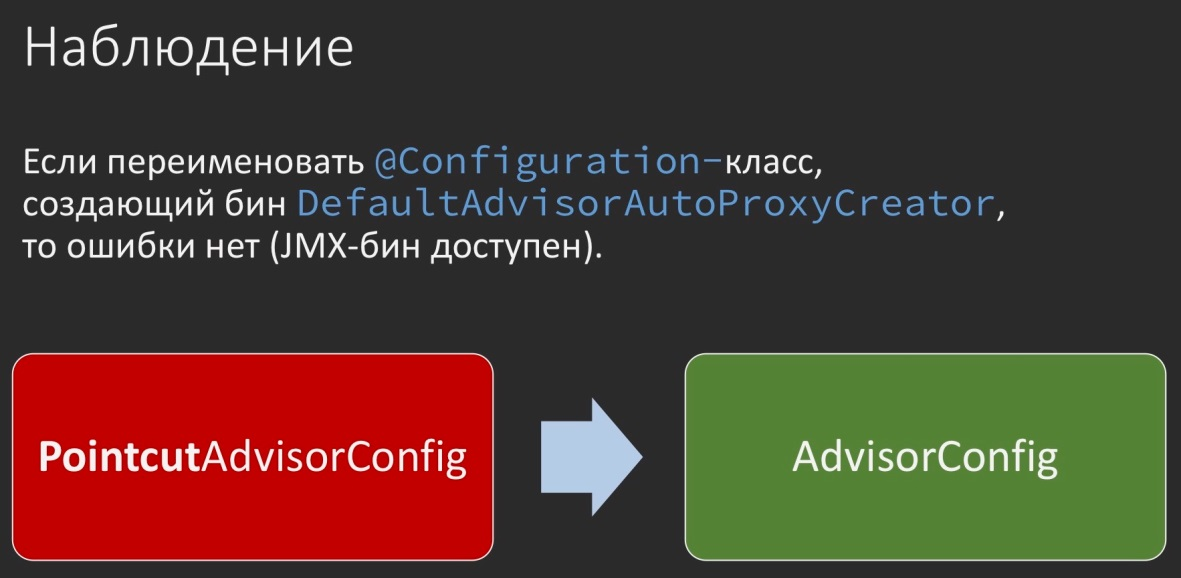 Наблюдение
Если переименовать @Configuration-класс,
создающий бин DefaultAdvisorAutoProxyCreator,
то ошибки нет (JMX-бин доступен).
PointcutAdvisorConfig
AdvisorConfig